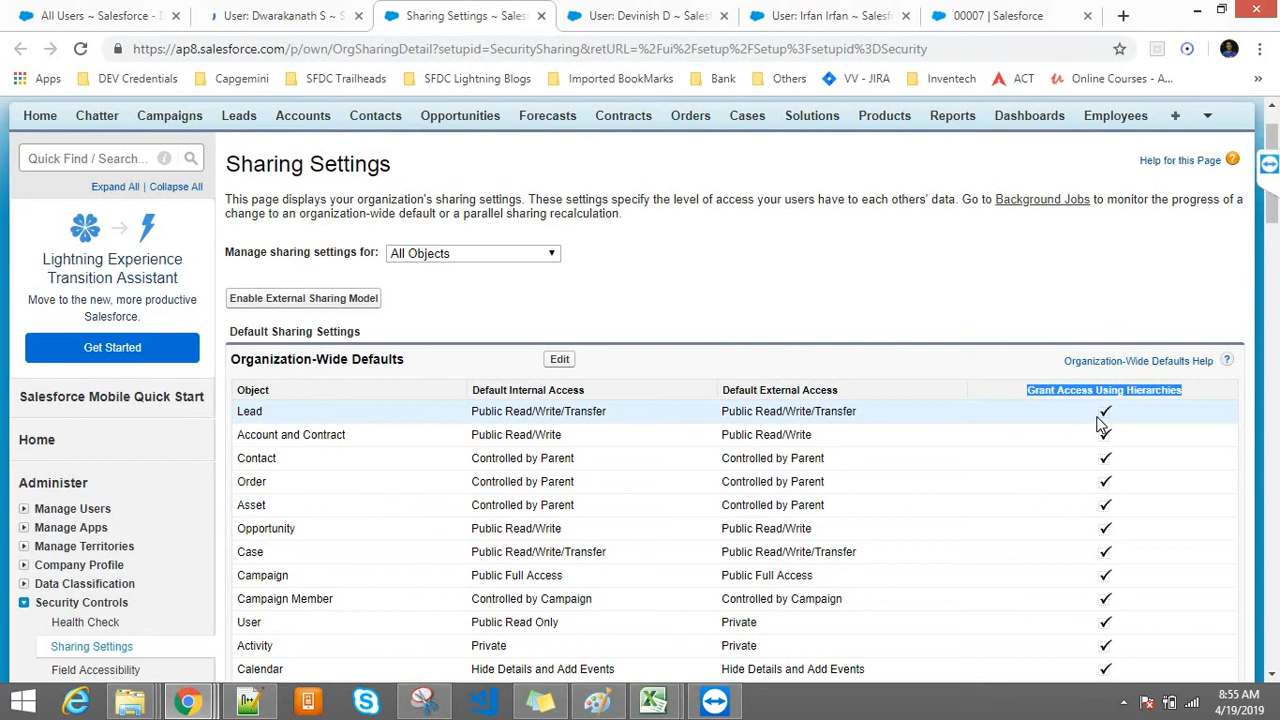 All Users ~ Salesforce - D
User: Dwarakanath S ~ Salesfor
Sharing Settings ~ Salesf
User: Devinish D ~ Salesfo
User: Irfan Irfan ~ Salesfor
00007 | Salesforce
https://ap8.salesforce.com/p/own/OrgSharingDetail?setupid=SecuritySharing&retURL=%2Fui%2Fsetup%2FSetup%3Fsetupid%3DSecurity
Apps DEV Credentials Capgemini SFDC Trailheads SFDC Lightning Blogs Imported BookMarks Bank Others VV - JIRA Inventech ACT Online Courses - A... »
Home Chatter Campaigns Leads Accounts Contacts Opportunities Forecasts Contracts Orders Cases Solutions Products Reports Dashboards Employees +
Quick Find / Search...
Expand All | Collapse All
Lightning Experience
Transition Assistant
Move to the new, more productive
Salesforce.
Get Started
Salesforce Mobile Quick Start
Home
Administer
Manage Users
Manage Apps
Manage Territories
Company Profile
Data Classification
Security Controls
Health Check
Sharing Settings
Field Accessibility
Sharing Settings
Help for this Page ?
This page displays your organization's sharing settings. These settings specify the level of access your users have to each others' data. Go to Background Jobs to monitor the progress of a
change to an organization-wide default or a parallel sharing recalculation.
Manage sharing settings for: All Objects
Enable External Sharing Model
Default Sharing Settings
Organization-Wide Defaults Edit Organization-Wide Defaults Help ?
Object Default Internal Access Default External Access Grant Access Using Hierarchies
Lead Public Read/Write/Transfer Public Read/Write/Transfer ✓
Account and Contract Public Read/Write Public Read/Write ✓
Contact Controlled by Parent Controlled by Parent ✓
Order Controlled by Parent Controlled by Parent ✓
Asset Controlled by Parent Controlled by Parent ✓
Opportunity Public Read/Write Public Read/Write ✓
Case Public Read/Write/Transfer Public Read/Write/Transfer ✓
Campaign Public Full Access Public Full Access ✓
Campaign Member Controlled by Campaign Controlled by Campaign ✓
User Public Read Only Private ✓
Activity Private Private ✓
Calendar Hide Details and Add Events Hide Details and Add Events ✓
8:55 AM
4/19/2019